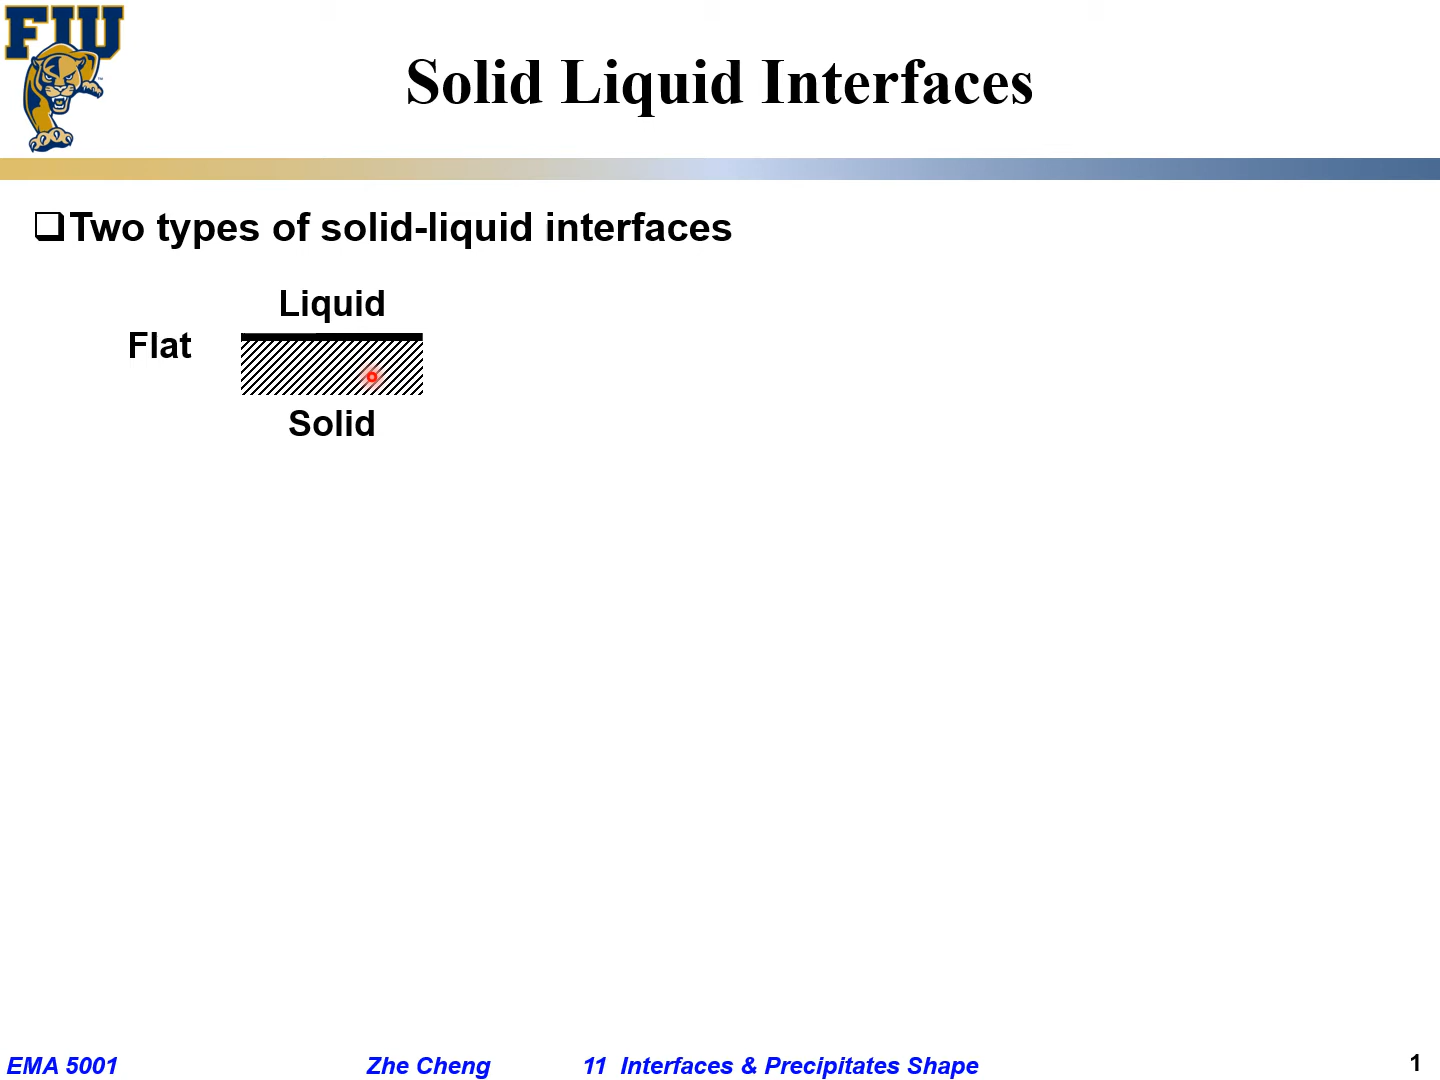 FIU
Solid Liquid Interfaces
❑Two types of solid-liquid interfaces
Liquid
Flat
Solid
EMA 5001 Zhe Cheng 11 Interfaces & Precipitates Shape 1